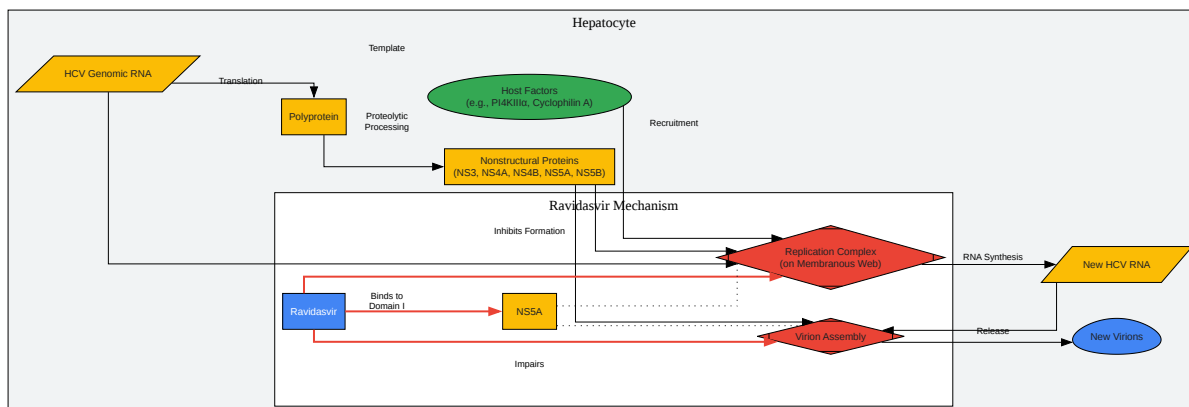 Hepatocyte
Template
HCV Genomic RNA
Translation
Host Factors
(e.g., PI4KIIIα, Cyclophilin A)
Polyprotein
Proteolytic
Processing
Recruitment
Nonstructural Proteins
(NS3, NS4A, NS4B, NS5A, NS5B)
Ravidasvir Mechanism
Inhibits Formation
Replication Complex
(on Membranous Web)
RNA Synthesis
New HCV RNA
Ravidasvir
Binds to
Domain I
NS5A
Virion Assembly
Release
New Virions
Impairs